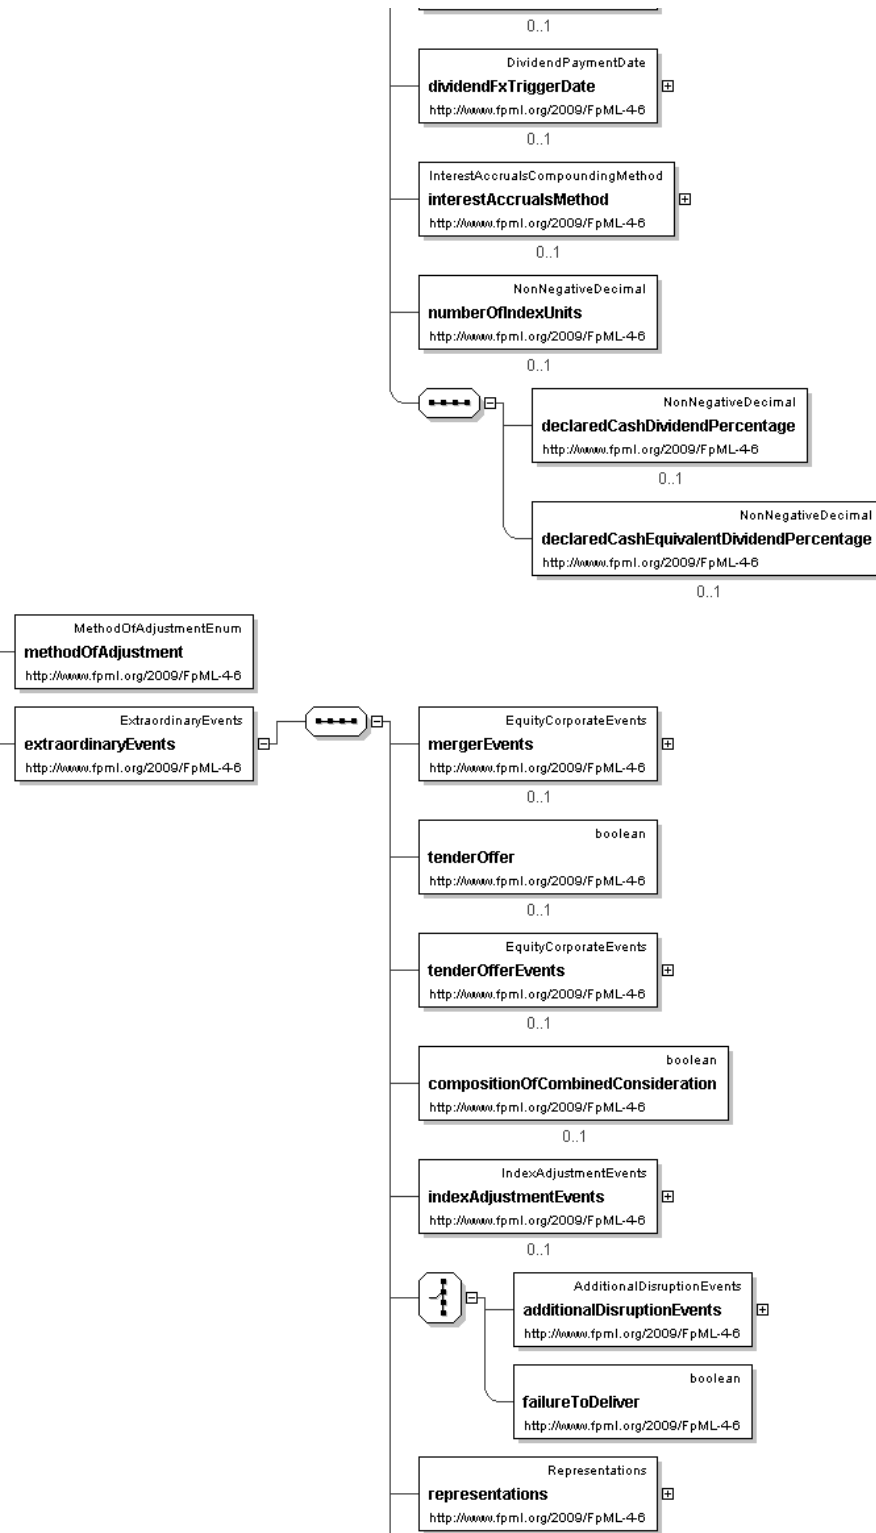 0..1
DividendPaymentDate
dividendFxTriggerDate
http://www.fpml.org/2009/FpML-4-6
0..1
InterestAccrualsCompoundingMethod
interestAccrualsMethod
http://www.fpml.org/2009/FpML-4-6
0..1
NonNegativeDecimal
numberOfIndexUnits
http://www.fpml.org/2009/FpML-4-6
0..1
NonNegativeDecimal
declaredCashDividendPercentage
http://www.fpml.org/2009/FpML-4-6
0..1
NonNegativeDecimal
declaredCashEquivalentDividendPercentage
http://www.fpml.org/2009/FpML-4-6
0..1
MethodOfAdjustmentEnum
methodOfAdjustment
http://www.fpml.org/2009/FpML-4-6
ExtraordinaryEvents
extraordinaryEvents
http://www.fpml.org/2009/FpML-4-6
EquityCorporateEvents
mergerEvents
http://www.fpml.org/2009/FpML-4-6
0..1
boolean
tenderOffer
http://www.fpml.org/2009/FpML-4-6
0..1
EquityCorporateEvents
tenderOfferEvents
http://www.fpml.org/2009/FpML-4-6
0..1
boolean
compositionOfCombinedConsideration
http://www.fpml.org/2009/FpML-4-6
0..1
IndexAdjustmentEvents
indexAdjustmentEvents
http://www.fpml.org/2009/FpML-4-6
0..1
AdditionalDisruptionEvents
additionalDisruptionEvents
http://www.fpml.org/2009/FpML-4-6
boolean
failureToDeliver
http://www.fpml.org/2009/FpML-4-6
Representations
representations
http://www.fpml.org/2009/FpML-4-6